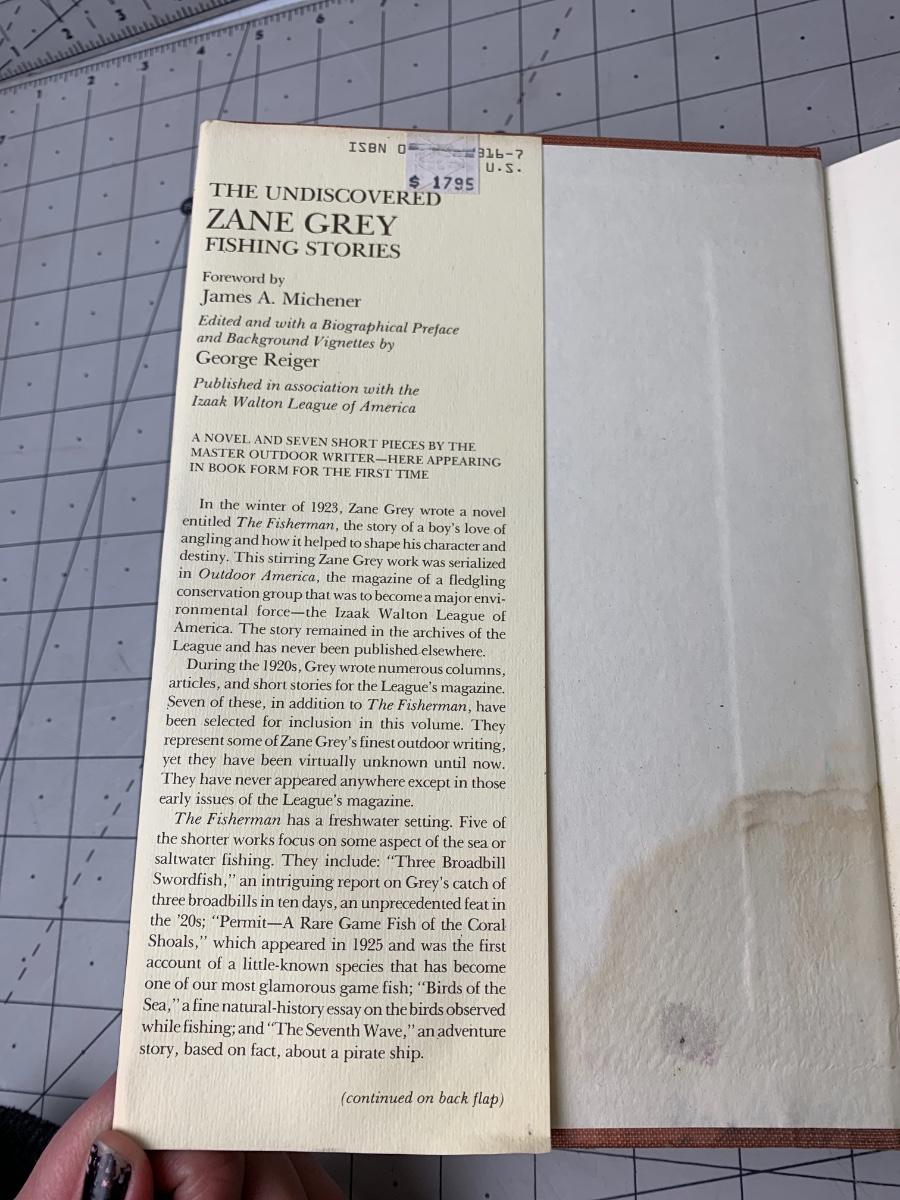 1 2 3 4 5 6
2 3
ISBN 0 316-7
U.S.
$ 1795
THE UNDISCOVERED
ZANE GREY
FISHING STORIES
Foreword by
James A. Michener
Edited and with a Biographical Preface
and Background Vignettes by
George Reiger
Published in association with the
Izaak Walton League of America
A NOVEL AND SEVEN SHORT PIECES BY THE
MASTER OUTDOOR WRITER—HERE APPEARING
IN BOOK FORM FOR THE FIRST TIME
In the winter of 1923, Zane Grey wrote a novel
entitled The Fisherman, the story of a boy's love of
angling and how it helped to shape his character and
destiny. This stirring Zane Grey work was serialized
in Outdoor America, the magazine of a fledgling
conservation group that was to become a major envi-
ronmental force—the Izaak Walton League of
America. The story remained in the archives of the
League and has never been published elsewhere.
During the 1920s, Grey wrote numerous columns,
articles, and short stories for the League's magazine.
Seven of these, in addition to The Fisherman, have
been selected for inclusion in this volume. They
represent some of Zane Grey's finest outdoor writing,
yet they have been virtually unknown until now.
They have never appeared anywhere except in those
early issues of the League's magazine.
The Fisherman has a freshwater setting. Five of
the shorter works focus on some aspect of the sea or
saltwater fishing. They include: "Three Broadbill
Swordfish," an intriguing report on Grey's catch of
three broadbills in ten days, an unprecedented feat in
the '20s; "Permit—A Rare Game Fish of the Coral
Shoals," which appeared in 1925 and was the first
account of a little-known species that has become
one of our most glamorous game fish; "Birds of the
Sea," a fine natural-history essay on the birds observed
while fishing; and "The Seventh Wave," an adventure
story, based on fact, about a pirate ship.
(continued on back flap)